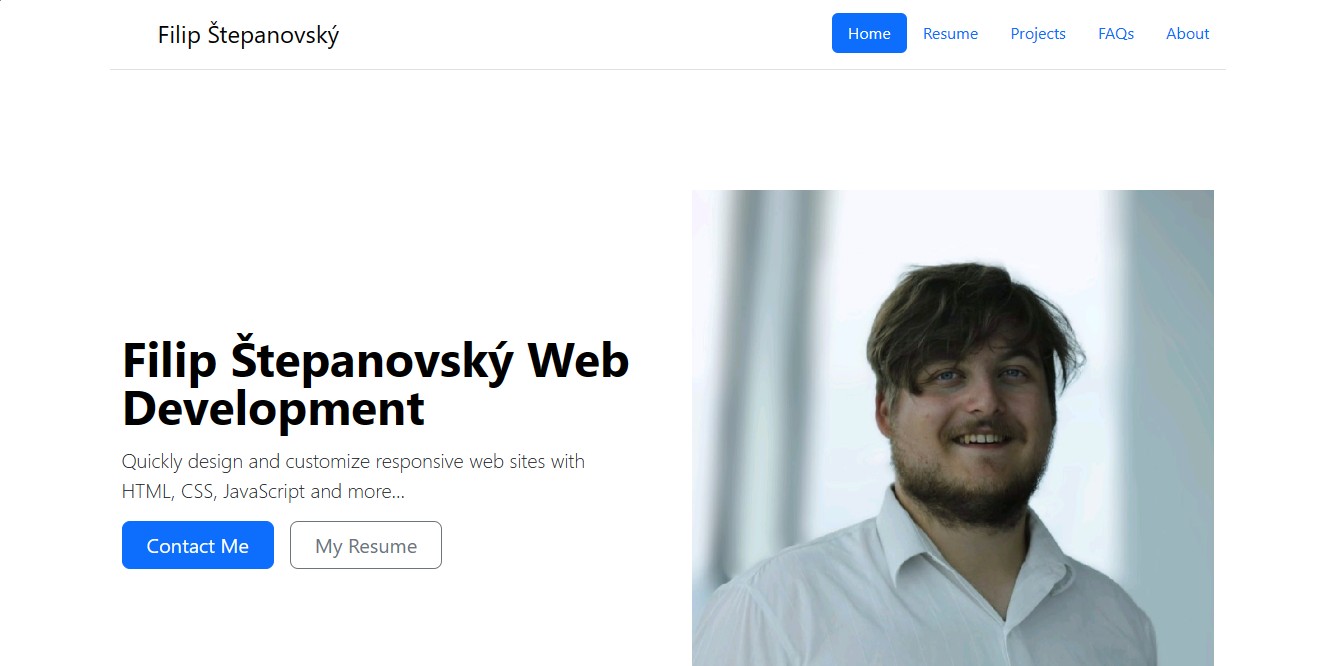 Filip Štepanovský
Home
Resume
Projects
FAQs
About
Filip Štepanovský Web
Development
Quickly design and customize responsive web sites with
HTML, CSS, JavaScript and more...
Contact Me
My Resume